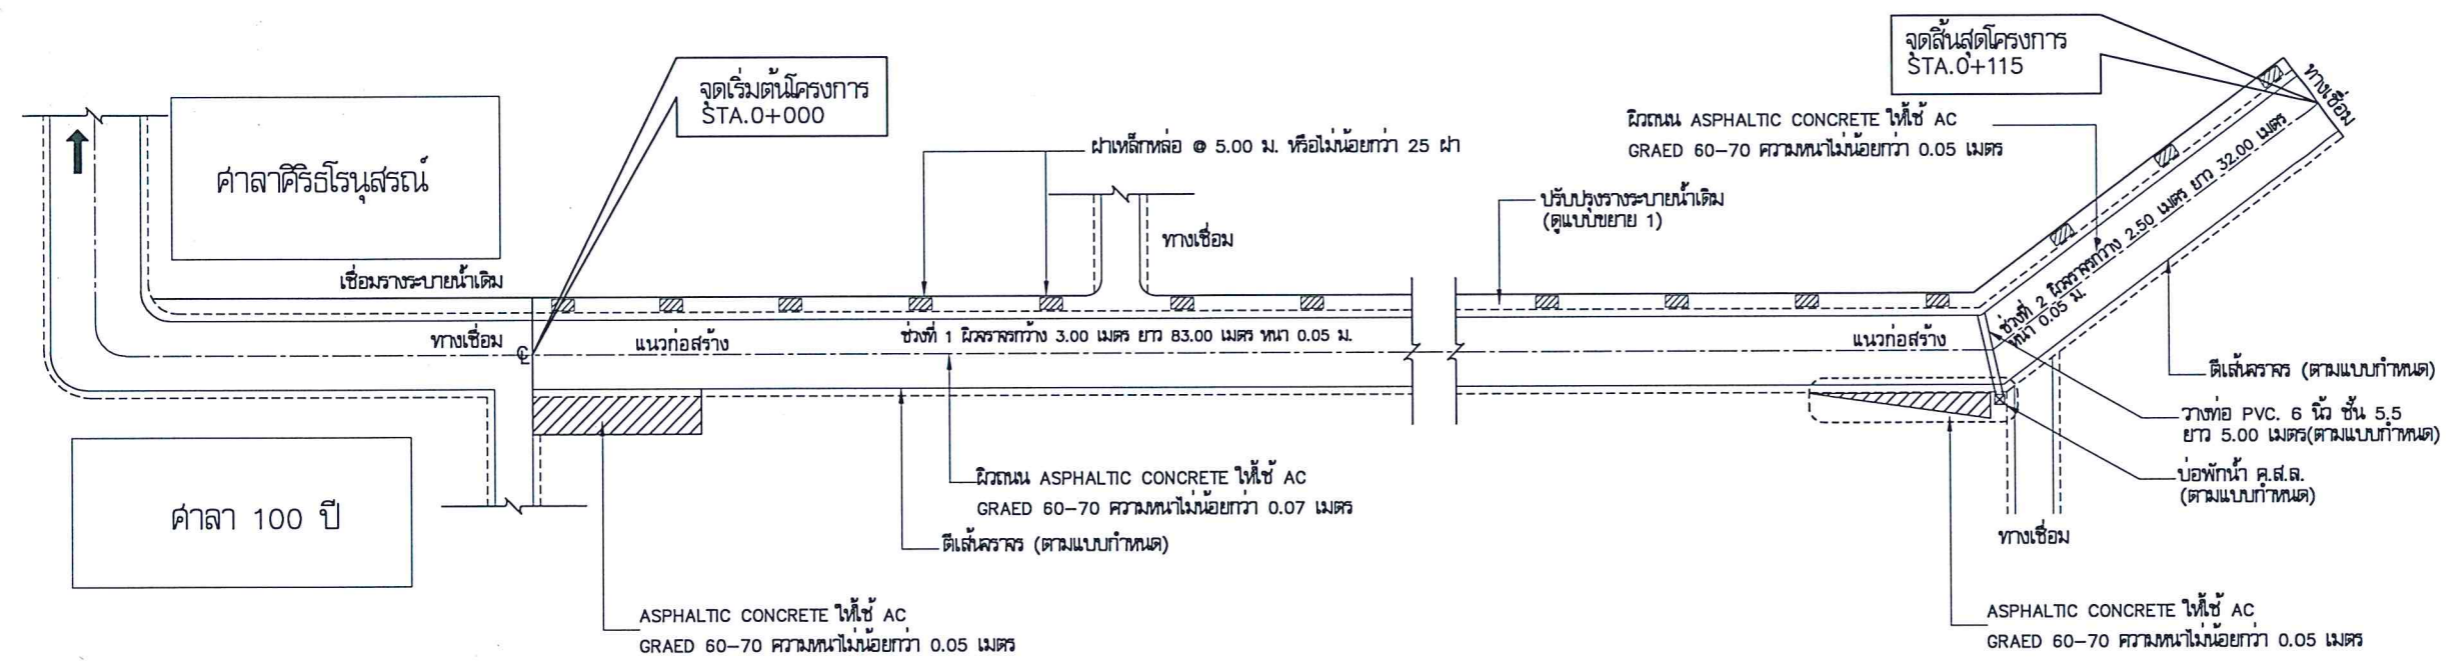 จุดสิ้นสุดโครงการ
STA.0+115
ทางเชื่อม
จุดเริ่มต้นโครงการ
STA.0+000
ผิวถนน ASPHALTIC CONCRETE ให้ใช้ AC
GRAED 60-70 ความหนาไม่น้อยกว่า 0.05 เมตร
ฝาเหล็กหล่อ @ 5.00 ม. หรือไม่น้อยกว่า 25 ฝา
ศาลาศิริธโรนุสรณ์
ปรับปรุงรางระบายน้ำเดิม
(ดูแบบขยาย 1)
ทางเชื่อม
เชื่อมรางระบายน้ำเดิม
ช่วงที่ 2 ผิวจราจรกว้าง 2.50 เมตร ยาว 32.00 เมตร
หนา 0.05 ม.
ทางเชื่อม
CL
แนวก่อสร้าง
ช่วงที่ 1 ผิวจราจรกว้าง 3.00 เมตร ยาว 83.00 เมตร หนา 0.05 ม.
แนวก่อสร้าง
ตีเส้นจราจร (ตามแบบกำหนด)
วางท่อ PVC. 6 นิ้ว ชั้น 5.5
ยาว 5.00 เมตร(ตามแบบกำหนด)
บ่อพักน้ำ ค.ส.ล.
(ตามแบบกำหนด)
ผิวถนน ASPHALTIC CONCRETE ให้ใช้ AC
GRAED 60-70 ความหนาไม่น้อยกว่า 0.07 เมตร
ศาลา 100 ปี
ตีเส้นจราจร (ตามแบบกำหนด)
ทางเชื่อม
ASPHALTIC CONCRETE ให้ใช้ AC
GRAED 60-70 ความหนาไม่น้อยกว่า 0.05 เมตร
ASPHALTIC CONCRETE ให้ใช้ AC
GRAED 60-70 ความหนาไม่น้อยกว่า 0.05 เมตร